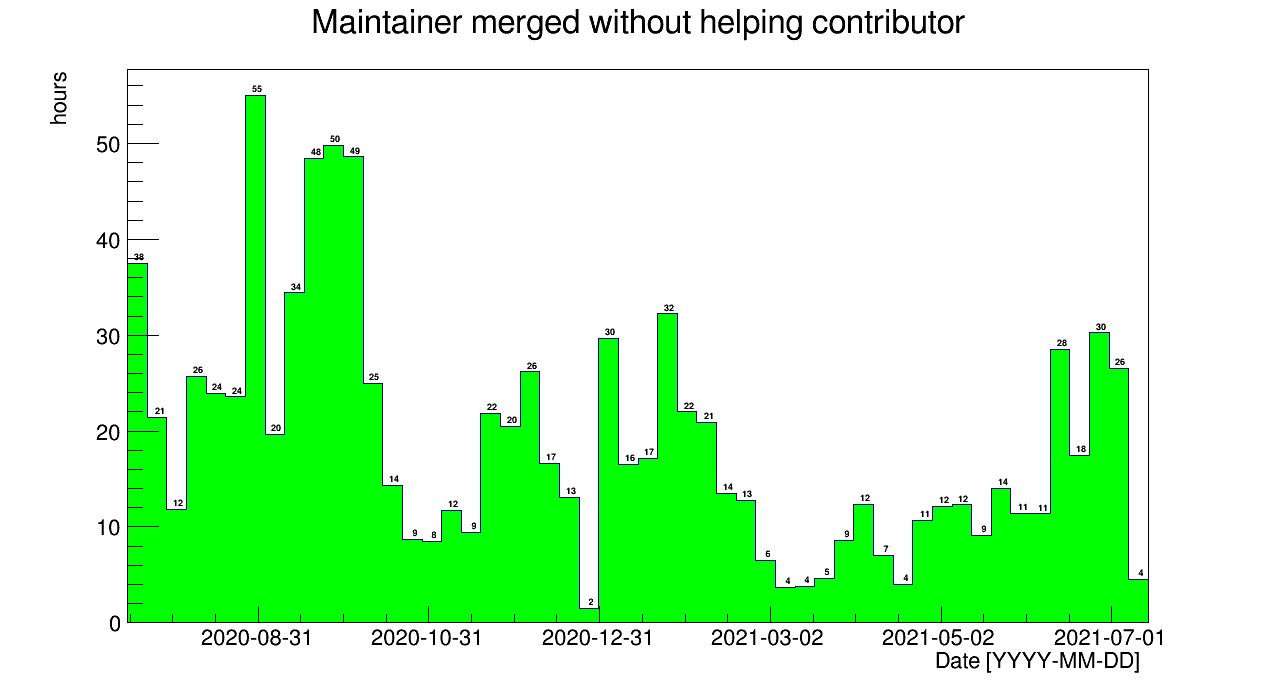 Maintainer merged without helping contributor
hours
50
40
30
20
10
0
38 21 12 26 24 24 55 20 34 48 50 49 25 14 9 8 12 9 22 20 26 17 13 2 30 16 17 32 22 21 14 13 6 4 4 5 9 12 7 4 11 12 12 9 14 11 11 28 18 30 26 4
2020-08-31 2020-10-31 2020-12-31 2021-03-02 2021-05-02 2021-07-01
Date [YYYY-MM-DD]